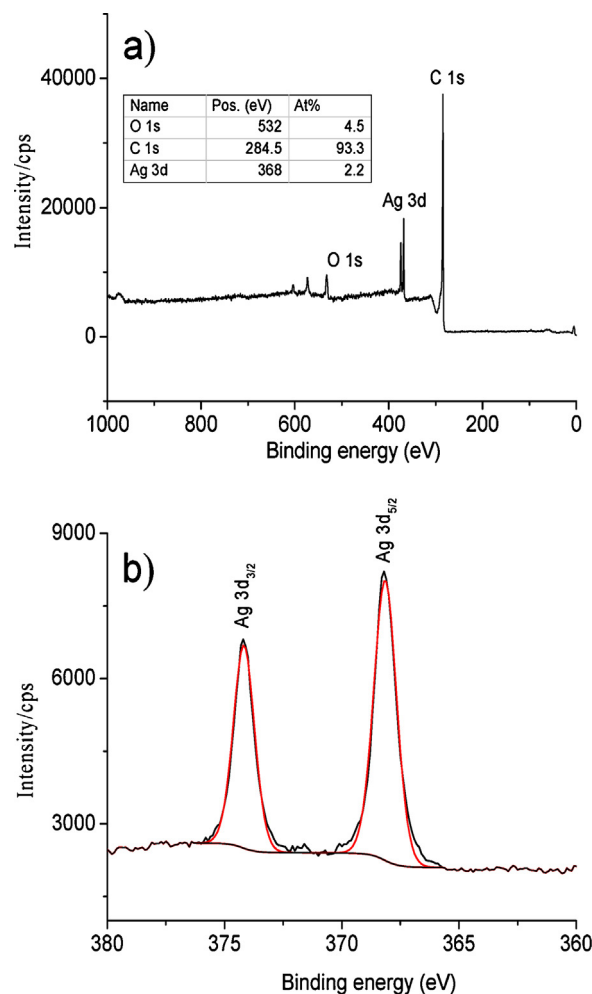 a)
C 1s
40000
Name Pos. (eV) At%
O 1s 532 4.5
C 1s 284.5 93.3
Ag 3d 368 2.2
Intensity/cps
20000
Ag 3d
O 1s
0
1000 800 600 400 200 0
Binding energy (eV)
9000
b)
Ag 3d3/2
Ag 3d5/2
6000
Intensity/cps
3000
380 375 370 365 360
Binding energy (eV)